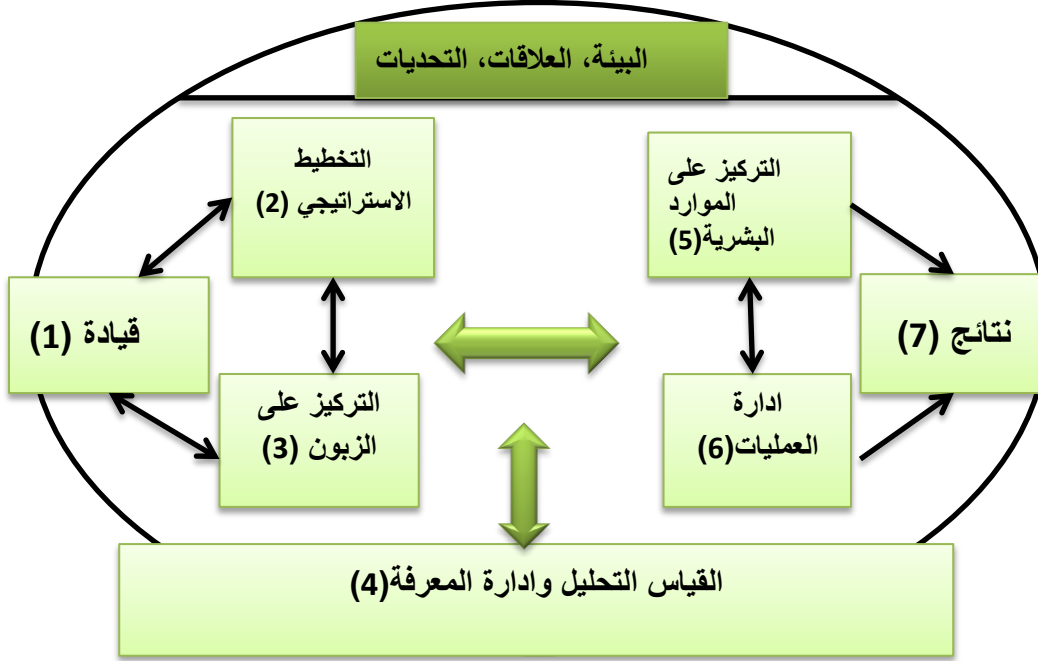 البيئة، العلاقات، التحديات
التخطيط
الاستراتيجي (2)
التركيز على
الموارد
البشرية(5)
قيادة (1)
نتائج (7)
التركيز على
الزبون (3)
ادارة
العمليات(6)
القياس التحليل وادارة المعرفة(4)